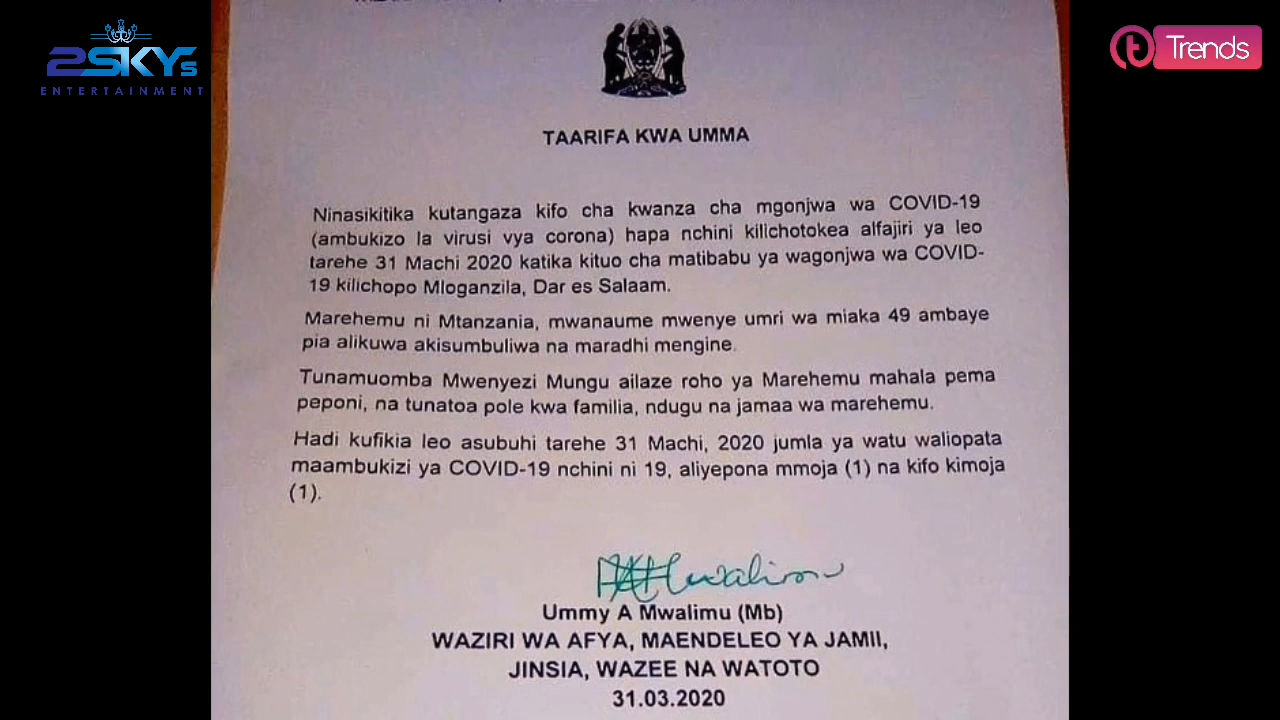 2SKYs
ENTERTAINMENT
t Trends
TAARIFA KWA UMMA
Ninasikitika kutangaza kifo cha kwanza cha mgonjwa wa COVID-19
(ambukizo la virusi vya corona) hapa nchini kilichotokea alfajiri ya leo
tarehe 31 Machi 2020 katika kituo cha matibabu ya wagonjwa wa COVID-
19 kilichopo Mloganzila, Dar es Salaam.
Marehemu ni Mtanzania, mwanaume mwenye umri wa miaka 49 ambaye
pia alikuwa akisumbuliwa na maradhi mengine.
Tunamuomba Mwenyezi Mungu ailaze roho ya Marehemu mahala pema
peponi, na tunatoa pole kwa familia, ndugu na jamaa wa marehemu.
Hadi kufikia leo asubuhi tarehe 31 Machi, 2020 jumla ya watu waliopata
maambukizi ya COVID-19 nchini ni 19, aliyepona mmoja (1) na kifo kimoja
(1).
Ummy A Mwalimu (Mb)
WAZIRI WA AFYA, MAENDELEO YA JAMII,
JINSIA, WAZEE NA WATOTO
31.03.2020